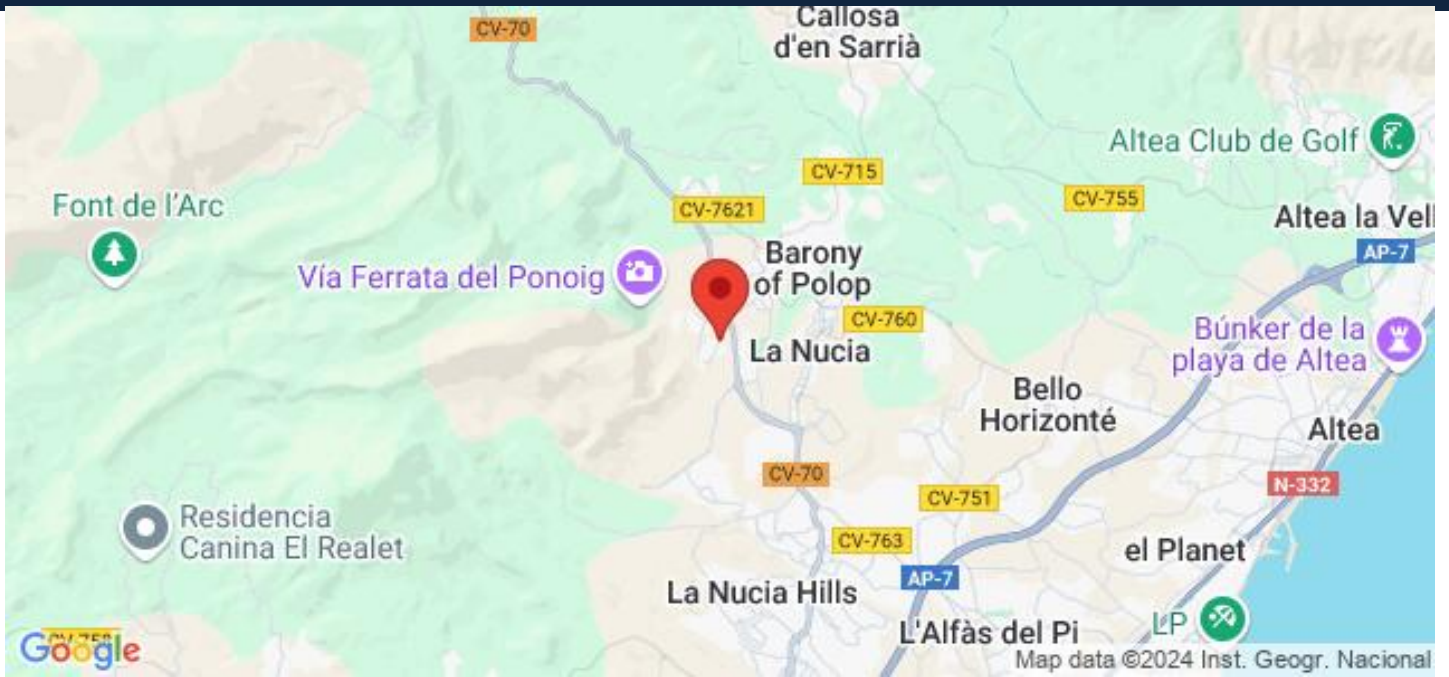 CV-70
Callosa
d'en Sarrià
Altea Club de Golf
CV-715
CV-755
Font de l'Arc
CV-7621
Altea la Vell
AP-7
Barony
of Polop
Vía Ferrata del Ponoig
CV-760
Búnker de la
playa de Altea
La Nucia
Bello
Horizonté
Altea
CV-70
N-332
CV-751
Residencia
Canina El Realet
CV-763
el Planet
AP-7
La Nucia Hills
LP
L'Alfàs del Pi
CV-758
Google
Map data ©2024 Inst. Geogr. Nacional